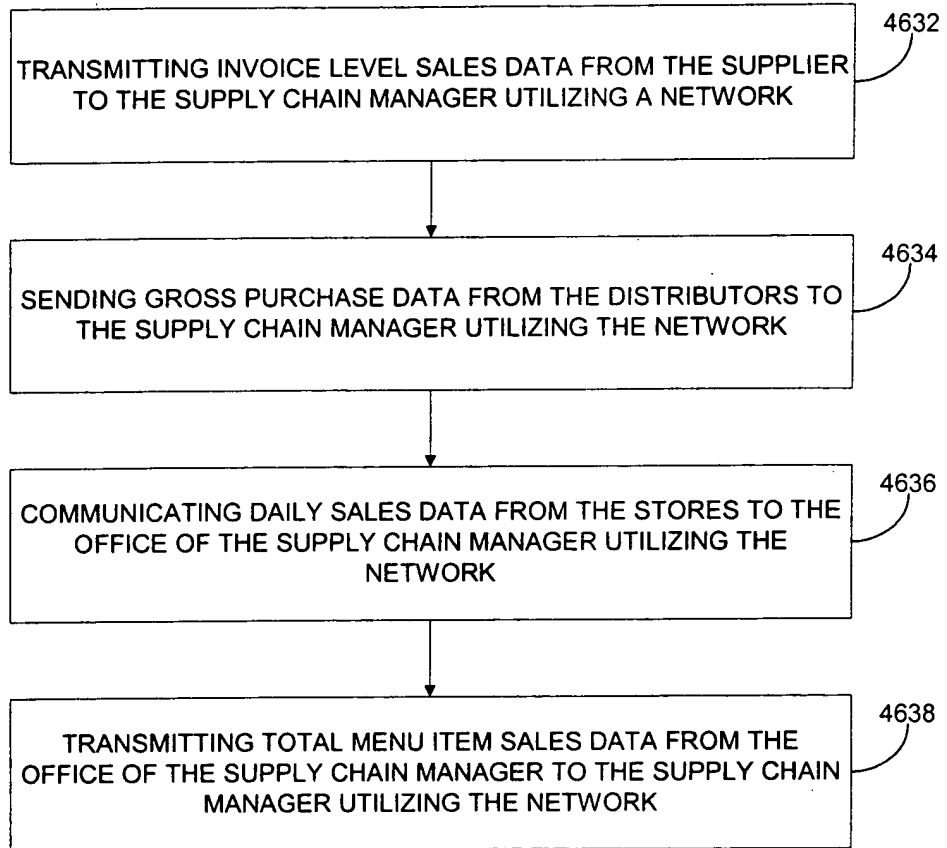 4632
TRANSMITTING INVOICE LEVEL SALES DATA FROM THE SUPPLIER
TO THE SUPPLY CHAIN MANAGER UTILIZING A NETWORK
4634
SENDING GROSS PURCHASE DATA FROM THE DISTRIBUTORS TO
THE SUPPLY CHAIN MANAGER UTILIZING THE NETWORK
4636
COMMUNICATING DAILY SALES DATA FROM THE STORES TO THE
OFFICE OF THE SUPPLY CHAIN MANAGER UTILIZING THE
NETWORK
4638
TRANSMITTING TOTAL MENU ITEM SALES DATA FROM THE
OFFICE OF THE SUPPLY CHAIN MANAGER TO THE SUPPLY CHAIN
MANAGER UTILIZING THE NETWORK